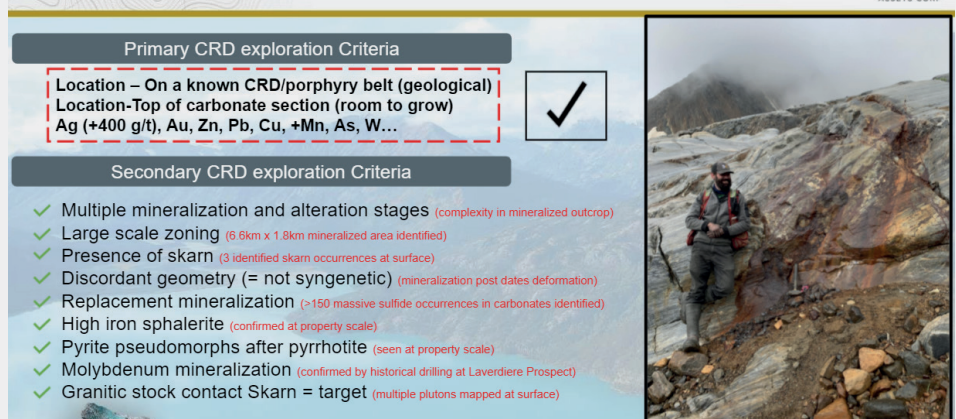 Primary CRD exploration Criteria
Location – On a known CRD/porphyry belt (geological)
Location-Top of carbonate section (room to grow)
Ag (+400 g/t), Au, Zn, Pb, Cu, +Mn, As, W…
Secondary CRD exploration Criteria
Multiple mineralization and alteration stages (complexity in mineralized outcrop)
Large scale zoning (6.6km x 1.8km mineralized area identified)
Presence of skarn (3 identified skarn occurrences at surface)
Discordant geometry (= not syngenetic) (mineralization post dates deformation)
Replacement mineralization (>150 massive sulfide occurrences in carbonates identified)
High iron sphalerite (confirmed at property scale)
Pyrite pseudomorphs after pyrrhotite (seen at property scale)
Molybdenum mineralization (confirmed by historical drilling at Laverdiere Prospect)
Granitic stock contact Skarn = target (multiple plutons mapped at surface)